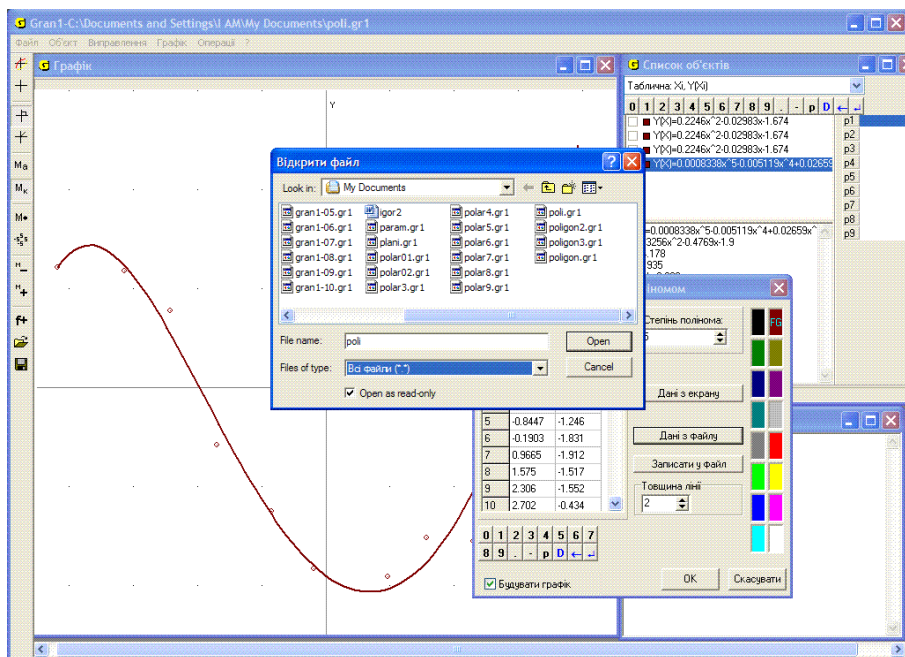 Gran1-C:\Documents and Settings\I AM\My Documents\poli.gr1
Файл Об'єкт Виправлення Графік Операції ?
Графік
Y
Список об'єктів
Таблична: Xi, Y(Xi)
0 1 2 3 4 5 6 7 8 9 . - p D ← ↵
Y(X)=0.2246x^2-0.02983x-1.674
Y(X)=0.2246x^2-0.02983x-1.674
Y(X)=0.2246x^2-0.02983x-1.674
Y(X)=0.0008338x^5-0.005119x^4+0.02659
p1
p2
p3
p4
p5
p6
p7
p8
p9
=0.0008338x^5-0.005119x^4+0.02659x^
3256x^2-0.4769x-1.9
.178
935
Відкрити файл
Look in: My Documents
gran1-05.gr1 igor2 polar4.gr1 poli.gr1
gran1-06.gr1 param.gr1 polar5.gr1 poligon2.gr1
gran1-07.gr1 plani.gr1 polar6.gr1 poligon3.gr1
gran1-08.gr1 polar01.gr1 polar7.gr1 poligon.gr1
gran1-09.gr1 polar02.gr1 polar8.gr1
gran1-10.gr1 polar3.gr1 polar9.gr1
File name: poli Open
Files of type: Всі файли (*.*) Cancel
Open as read-only
іномом
Степінь полінома:
5
FG
Дані з екрану
Дані з файлу
Записати у файл
Товщина лінії
2
5 -0.8447 -1.246
6 -0.1903 -1.831
7 0.9665 -1.912
8 1.575 -1.517
9 2.306 -1.552
10 2.702 -0.434
0 1 2 3 4 5 6 7
8 9 . - p D ← ↵
Будувати графік
OK Скасувати
Ma
Mк
M*
f+